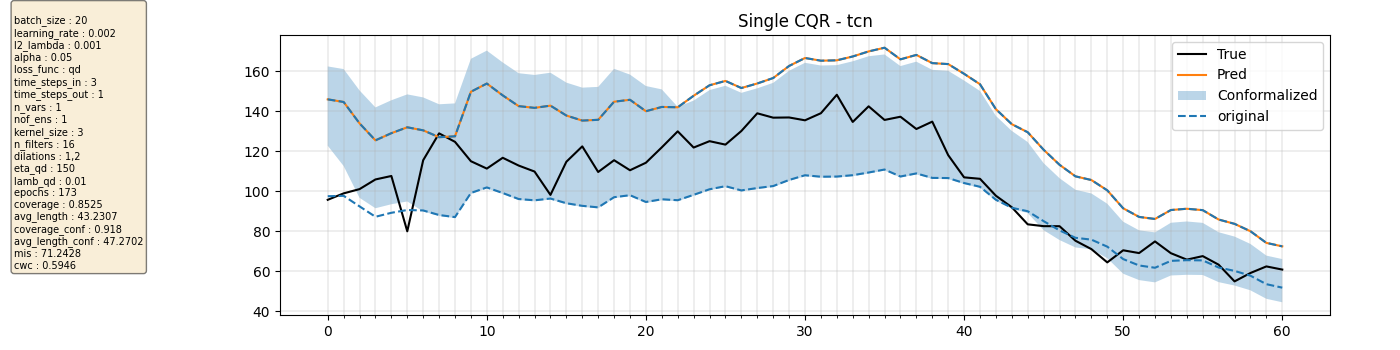 batch_size : 20
learning_rate : 0.002
l2_lambda : 0.001
alpha : 0.05
loss_func : qd
time_steps_in : 3
time_steps_out : 1
n_vars : 1
nof_ens : 1
kernel_size : 3
n_filters : 16
dilations : 1,2
eta_qd : 150
lamb_qd : 0.01
epochs : 173
coverage : 0.8525
avg_length : 43.2307
coverage_conf : 0.918
avg_length_conf : 47.2702
mis : 71.2428
cwc : 0.5946
Single CQR - tcn
True
Pred
Conformalized
original
160
140
120
100
80
60
40
0 10 20 30 40 50 60